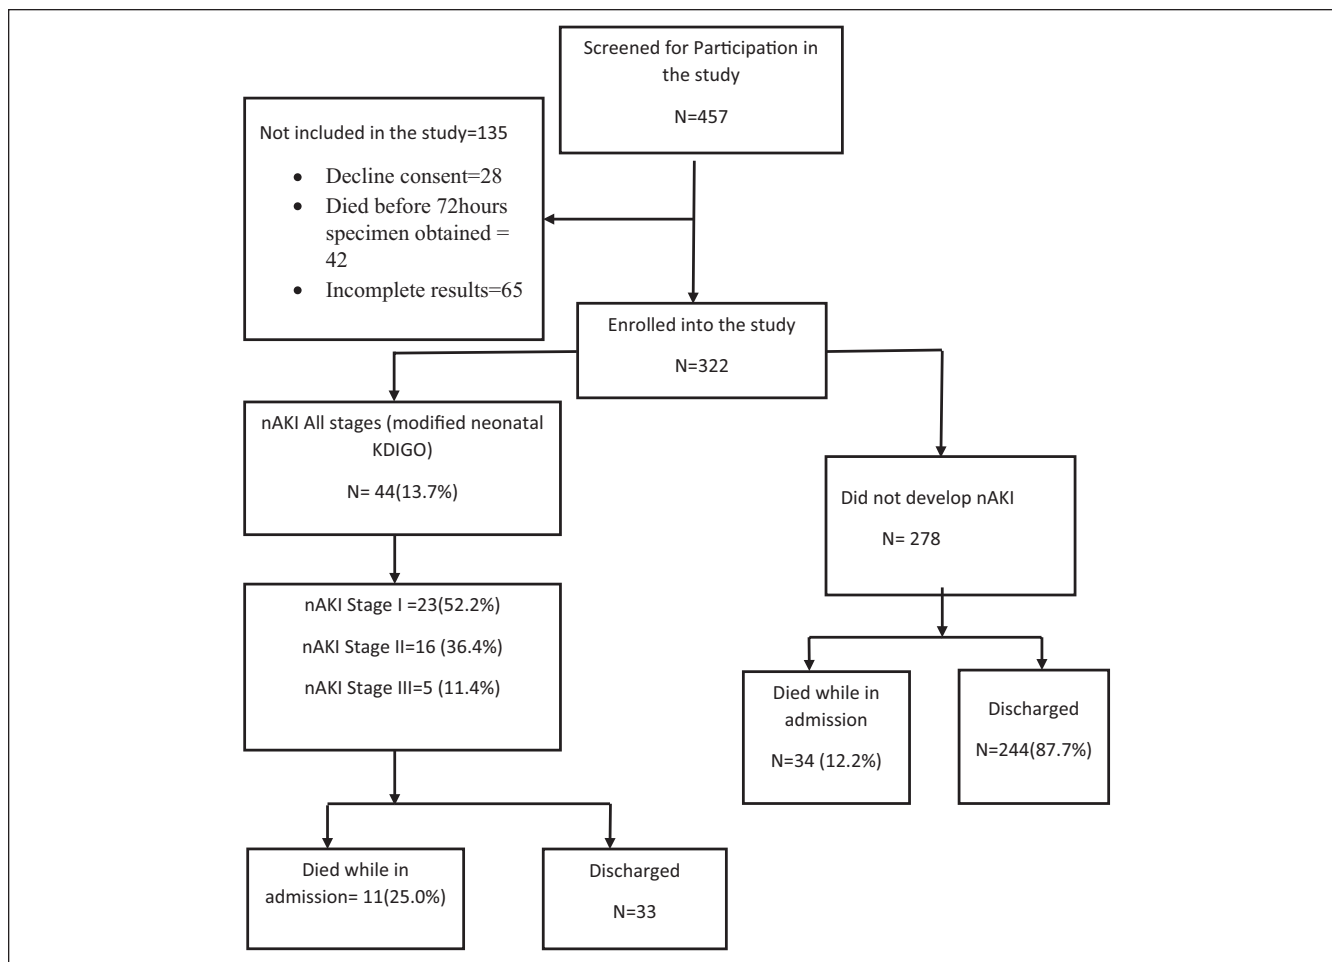 Screened for Participation in
the study
N=457
Not included in the study=135
• Decline consent=28
• Died before 72hours
specimen obtained =
42
• Incomplete results=65
Enrolled into the study
N=322
nAKI All stages (modified neonatal
KDIGO)
N= 44(13.7%)
Did not develop nAKI
N= 278
nAKI Stage I =23(52.2%)
nAKI Stage II=16 (36.4%)
nAKI Stage III=5 (11.4%)
Died while in
admission
N=34 (12.2%)
Discharged
N=244(87.7%)
Died while in
admission= 11(25.0%)
Discharged
N=33